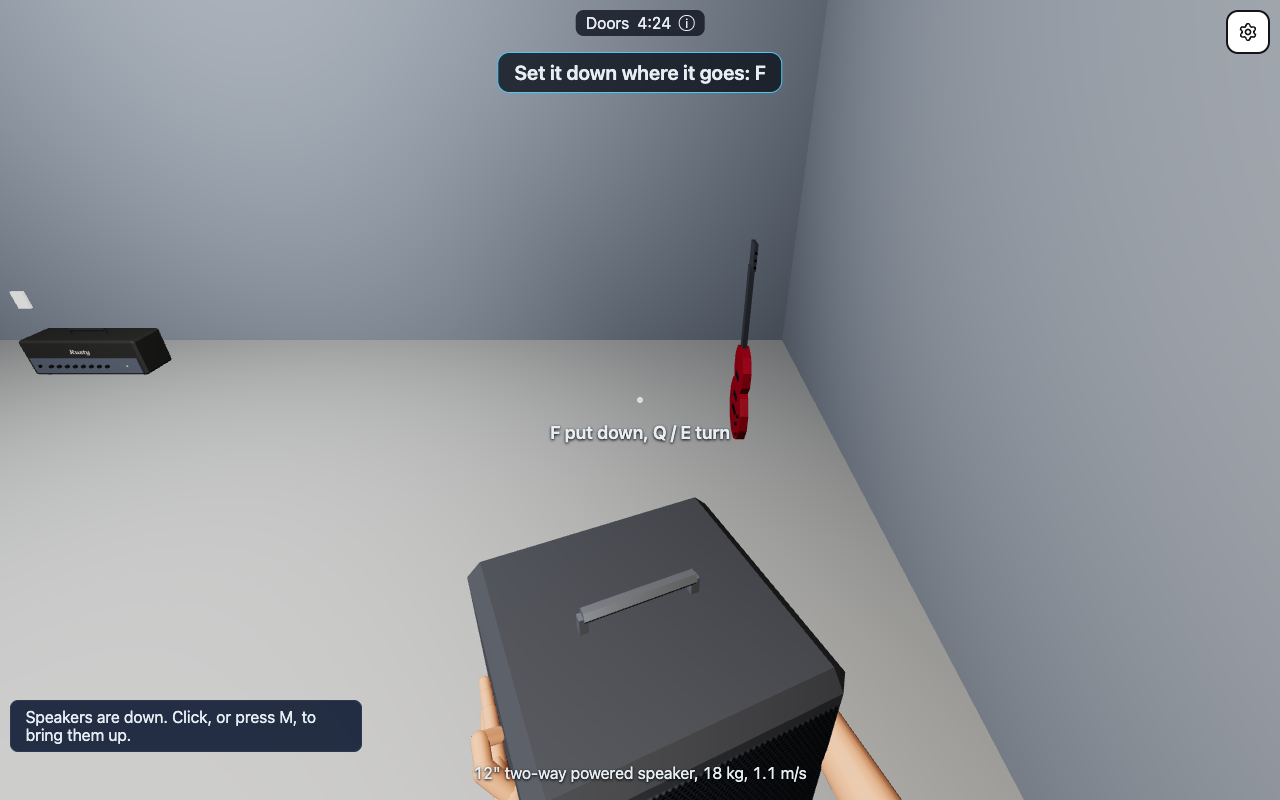 Doors 4:24 ⓘ
Set it down where it goes: F
Rusty
F put down, Q / E turn
Speakers are down. Click, or press M, to
bring them up.
12" two-way powered speaker, 18 kg, 1.1 m/s